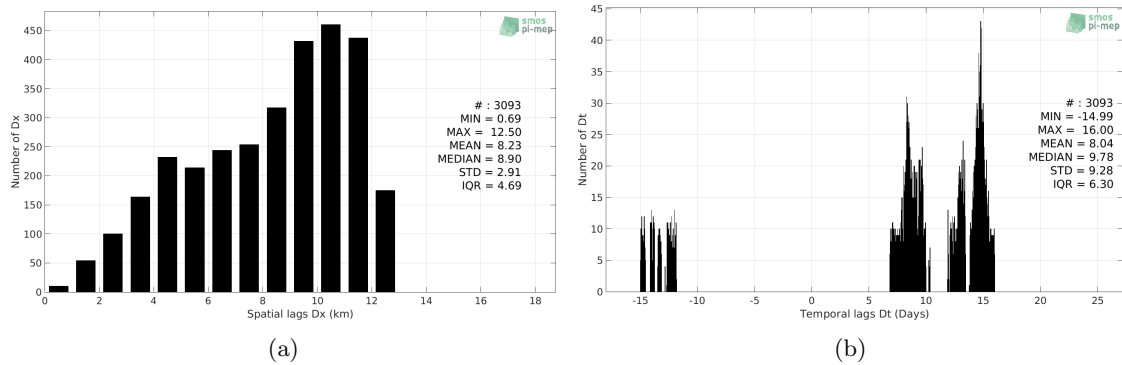 smos
pi-mep
450
400
350
300
250
200
150
100
50
0
Number of Dx
# : 3093
MIN = 0.69
MAX = 12.50
MEAN = 8.23
MEDIAN = 8.90
STD = 2.91
IQR = 4.69
0 2 4 6 8 10 12 14 16 18
Spatial lags Dx (km)
(a)
smos
pi-mep
45
40
35
30
25
20
15
10
5
0
Number of Dt
# : 3093
MIN = -14.99
MAX = 16.00
MEAN = 8.04
MEDIAN = 9.78
STD = 9.28
IQR = 6.30
-15 -10 -5 0 5 10 15 20 25
Temporal lags Dt (Days)
(b)